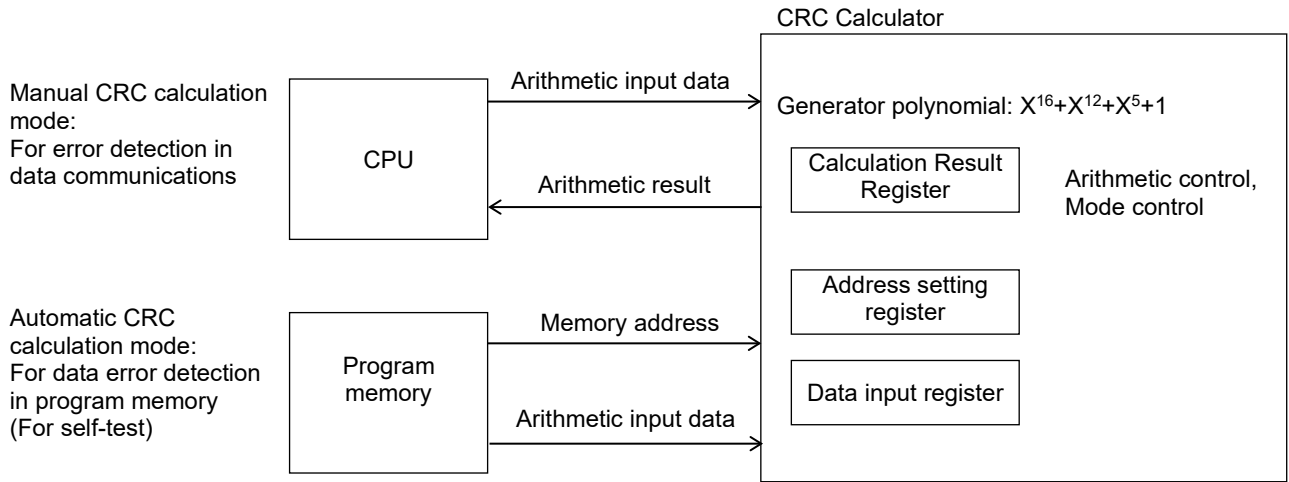 CRC Calculator
Manual CRC calculation
mode:
For error detection in
data communications
CPU
Arithmetic input data
Arithmetic result
Generator polynomial: X¹⁶+X¹²+X⁵+1
Calculation Result
Register
Arithmetic control,
Mode control
Automatic CRC
calculation mode:
For data error detection
in program memory
(For self-test)
Program
memory
Memory address
Arithmetic input data
Address setting
register
Data input register